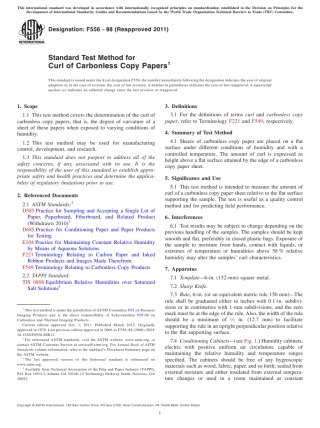 This international standard was developed in accordance with internationally recognized principles on standardization established in the Decision on Principles for the
Development of International Standards, Guides and Recommendations issued by the World Trade Organization Technical Barriers to Trade (TBT) Committee.
Designation: F556 − 88 (Reapproved 2011)
Standard Test Method for
Curl of Carbonless Copy Papers1
This standard is issued under the fixed designation F556; the number immediately following the designation indicates the year of original
adoption or, in the case of revision, the year of last revision. A number in parentheses indicates the year of last reapproval. A superscript
epsilon (ε) indicates an editorial change since the last revision or reapproval.
1. Scope
1.1 This test method covers the determination of the curl of
carbonless copy papers, that is, the degree of curvature of a
sheet of these papers when exposed to varying conditions of
humidity.
1.2 This test method may be used for manufacturing
control, development, and research.
1.3 This standard does not purport to address all of the
safety concerns, if any, associated with its use. It is the
responsibility of the user of this standard to establish appro-
priate safety and health practices and determine the applica-
bility of regulatory limitations prior to use.
2. Referenced Documents
2.1 ASTM Standards:2
D585 Practice for Sampling and Accepting a Single Lot of
Paper, Paperboard, Fiberboard, and Related Product
(Withdrawn 2010)3
D685 Practice for Conditioning Paper and Paper Products
for Testing
E104 Practice for Maintaining Constant Relative Humidity
by Means of Aqueous Solutions
F221 Terminology Relating to Carbon Paper and Inked
Ribbon Products and Images Made Therefrom
F549 Terminology Relating to Carbonless Copy Products
2.2 TAPPI Standard:
TIS 0808 Equilibrium Relative Humidities over Saturated
Salt Solutions4
1 This test method is under the jurisdiction of ASTM Committee F05 on Business
Imaging Products and is the direct responsibility of Subcommittee F05.06 on
Carbonless and Thermal Imaging Products.
Current edition approved Oct. 1, 2011. Published March 2012. Originally
approved in 1978. Last previous edition approved in 2006 as
2 For referenced ASTM standards, visit the ASTM website, www.astm.org, or
contact ASTM Customer Service at service@astm.org. For Annual Book of ASTM
Standards volume information, refer to the standard's Document Summary page on
the ASTM website.
3 The last approved version of this historical standard is referenced on
www.astm.org.
4 Available from Technical Association of the Pulp and Paper Industry (TAPPI),
15 Technology Parkway South, Norcross, GA
30092,
3. Definitions
3.1 For the definitions of terms curl and carbonless copy
paper, refer to Terminology F221 and F549, respectively.
4. Summary of Test Method
4.1 Sheets of carbonless copy paper are placed on a flat
surface under different conditions of humidity and with a
controlled temperature. The amount of curl is expressed as
height above a flat surface attained by the edge of a carbonless
copy paper sheet.
5. Significance and Use
5.1 This test method is intended to measure the amount of
curl of a carbonless copy paper sheet relative to the flat surface
supporting the sample. The test is useful as a quality control
method and for predicting field performance.
6. Interferences
6.1 Test results may be subject to change depending on the
previous handling of the samples. The samples should be kept
smooth and flat, preferably in closed plastic bags. Exposure of
the sample to moisture from hands, contact with liquids, or
extremes of temperature or humidities above 58 % relative
humidity may alter the samples' curl characteristics.
7. Apparatus
7.1 Template—6-in. (152-mm) square metal.
7.2 Sharp Knife.
7.3 Rule, 6-in. (or an equivalent metric rule 150 mm)—The
rule shall be graduated either in inches with 0.1-in. subdivi-
sions or in centimetres with 1-mm subdivisions, and the zero
mark must be at the edge of the rule. Also, the width of the rule
should be a minimum of ½ in. (12.7 mm) to facilitate
supporting the rule in an upright perpendicular position relative
to the flat supporting surface.
7.4 Conditioning Cabinets—(see Fig. 1.) Humidity cabinets,
electric with positive uniform air circulation, capable of
maintaining the relative humidity and temperature ranges
specified. The cabinets should be free of any hygroscopic
materials such as wood, fabric, paper, and so forth; sealed from
external moisture and either insulated from external tempera-
ture changes or used in a room maintained at constant
Copyright © ASTM International, 100 Barr Harbor Drive, PO Box C700, West Conshohocken, PA 19428-2959. United States
1